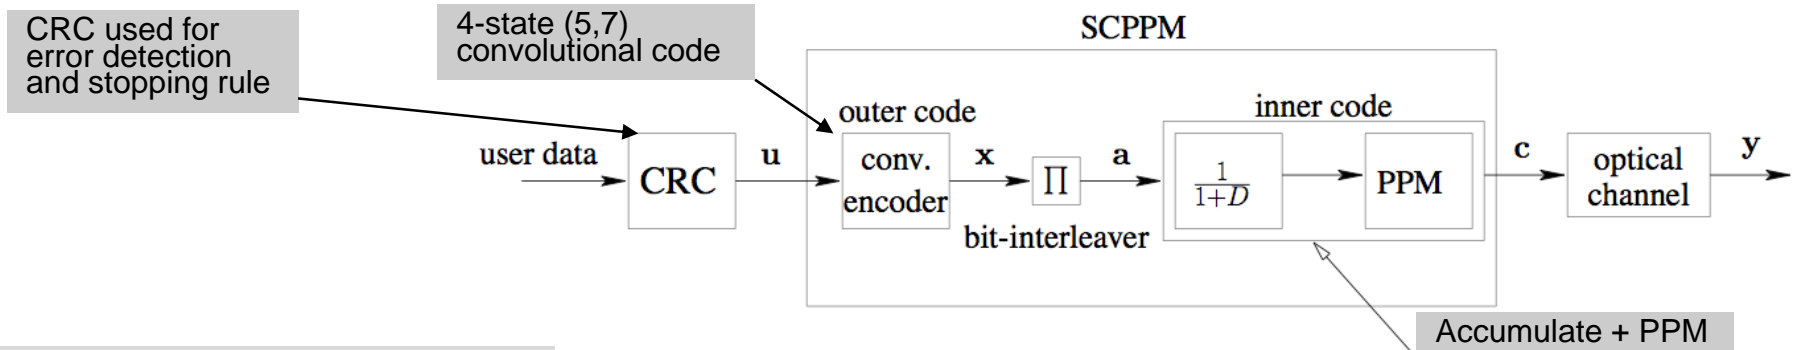 CRC used for
error detection
and stopping rule
4-state (5,7)
convolutional code
SCPPM
outer code
inner code
user data
CRC
u
conv.
encoder
x
Π
a
bit-interleaver
1
1+D
PPM
c
optical
channel
y
Accumulate + PPM